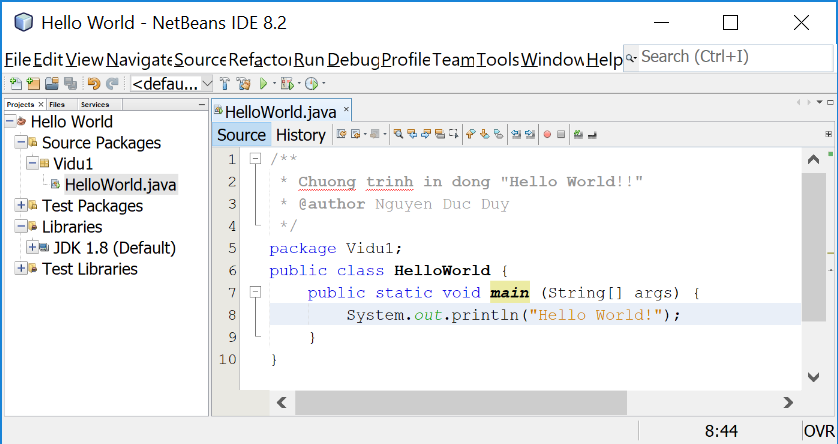 Hello World - NetBeans IDE 8.2
File Edit View Navigate Source Refactor Run Debug Profile Team Tools Window Help Search (Ctrl+I)
<defau...
Projects Files Services
Hello World
Source Packages
Vidu1
HelloWorld.java
Test Packages
Libraries
JDK 1.8 (Default)
Test Libraries
HelloWorld.java
Source History
1 /**
2 * Chuong trinh in dong "Hello World!!"
3 * @author Nguyen Duc Duy
4 */
5 package Vidu1;
6 public class HelloWorld {
7 public static void main (String[] args) {
8 System.out.println("Hello World!");
9 }
10 }
8:44 OVR